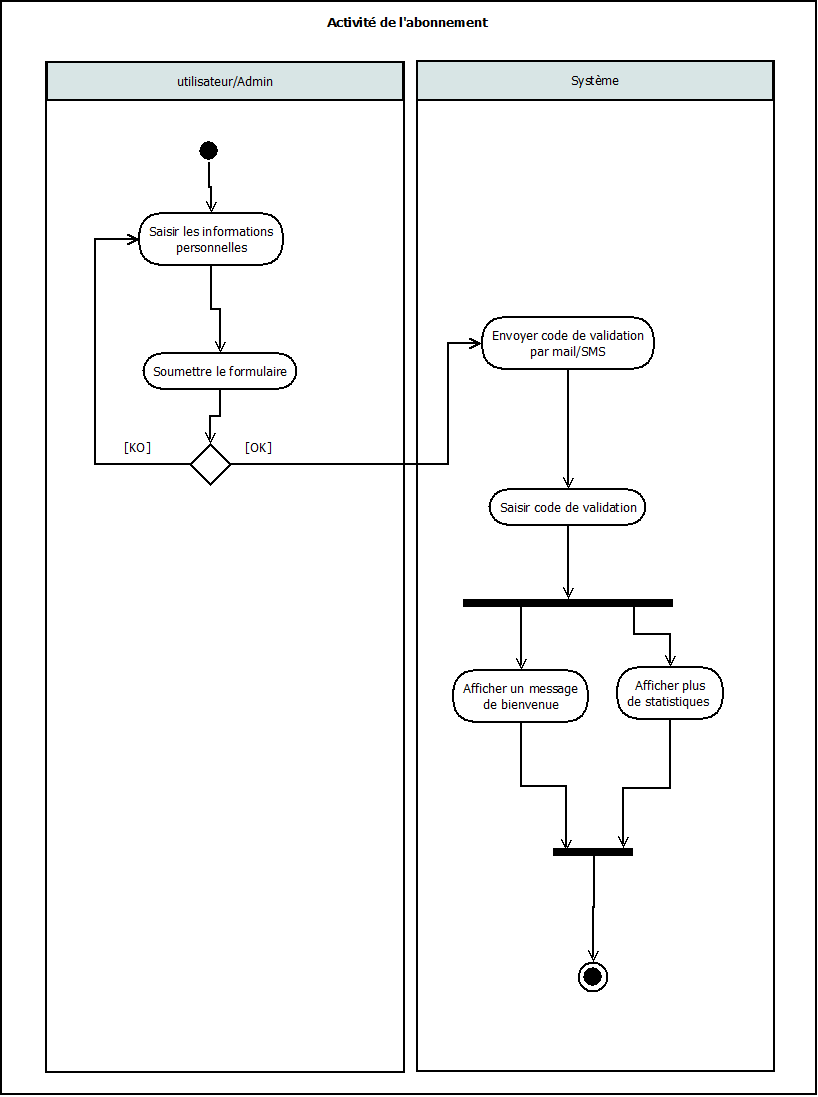 Activité de l'abonnement
utilisateur/Admin
Système
Saisir les informations
personnelles
Envoyer code de validation
par mail/SMS
Soumettre le formulaire
[KO]
[OK]
Saisir code de validation
Afficher un message
de bienvenue
Afficher plus
de statistiques